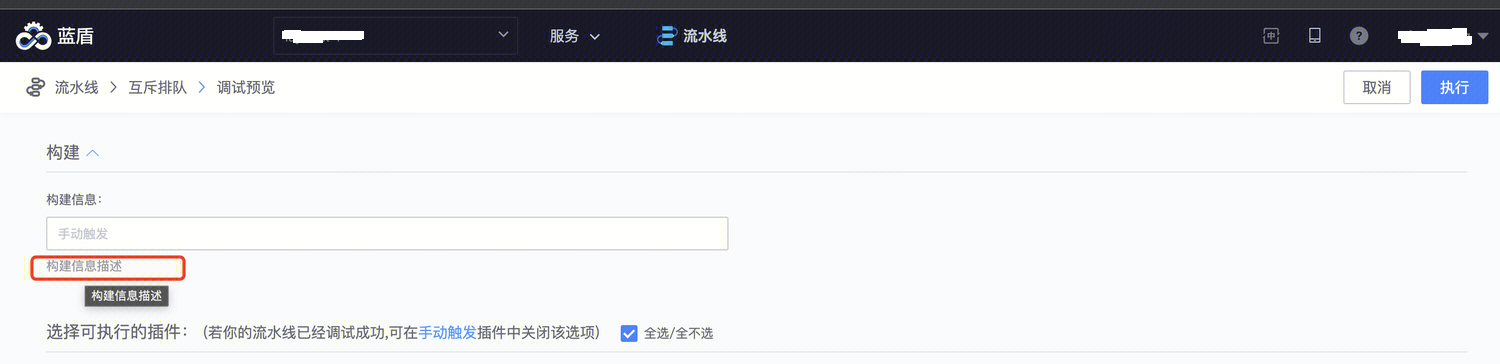 蓝盾 服务 流水线 中 ?
流水线 > 互斥排队 > 调试预览 取消 执行
构建
构建信息:
手动触发
构建信息描述
构建信息描述
选择可执行的插件: (若你的流水线已经调试成功,可在手动触发插件中关闭该选项) 全选/全不选